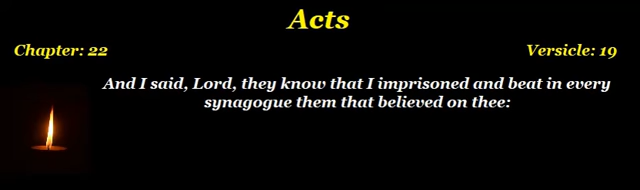 Acts
Chapter: 22
Versicle: 19
And I said, Lord, they know that I imprisoned and beat in every
synagogue them that believed on thee: